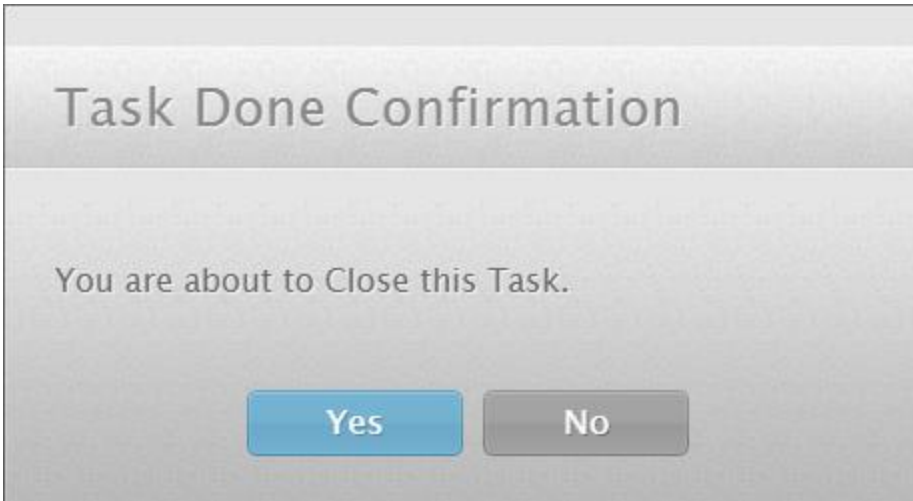 Task Done Confirmation
You are about to Close this Task.
Yes No